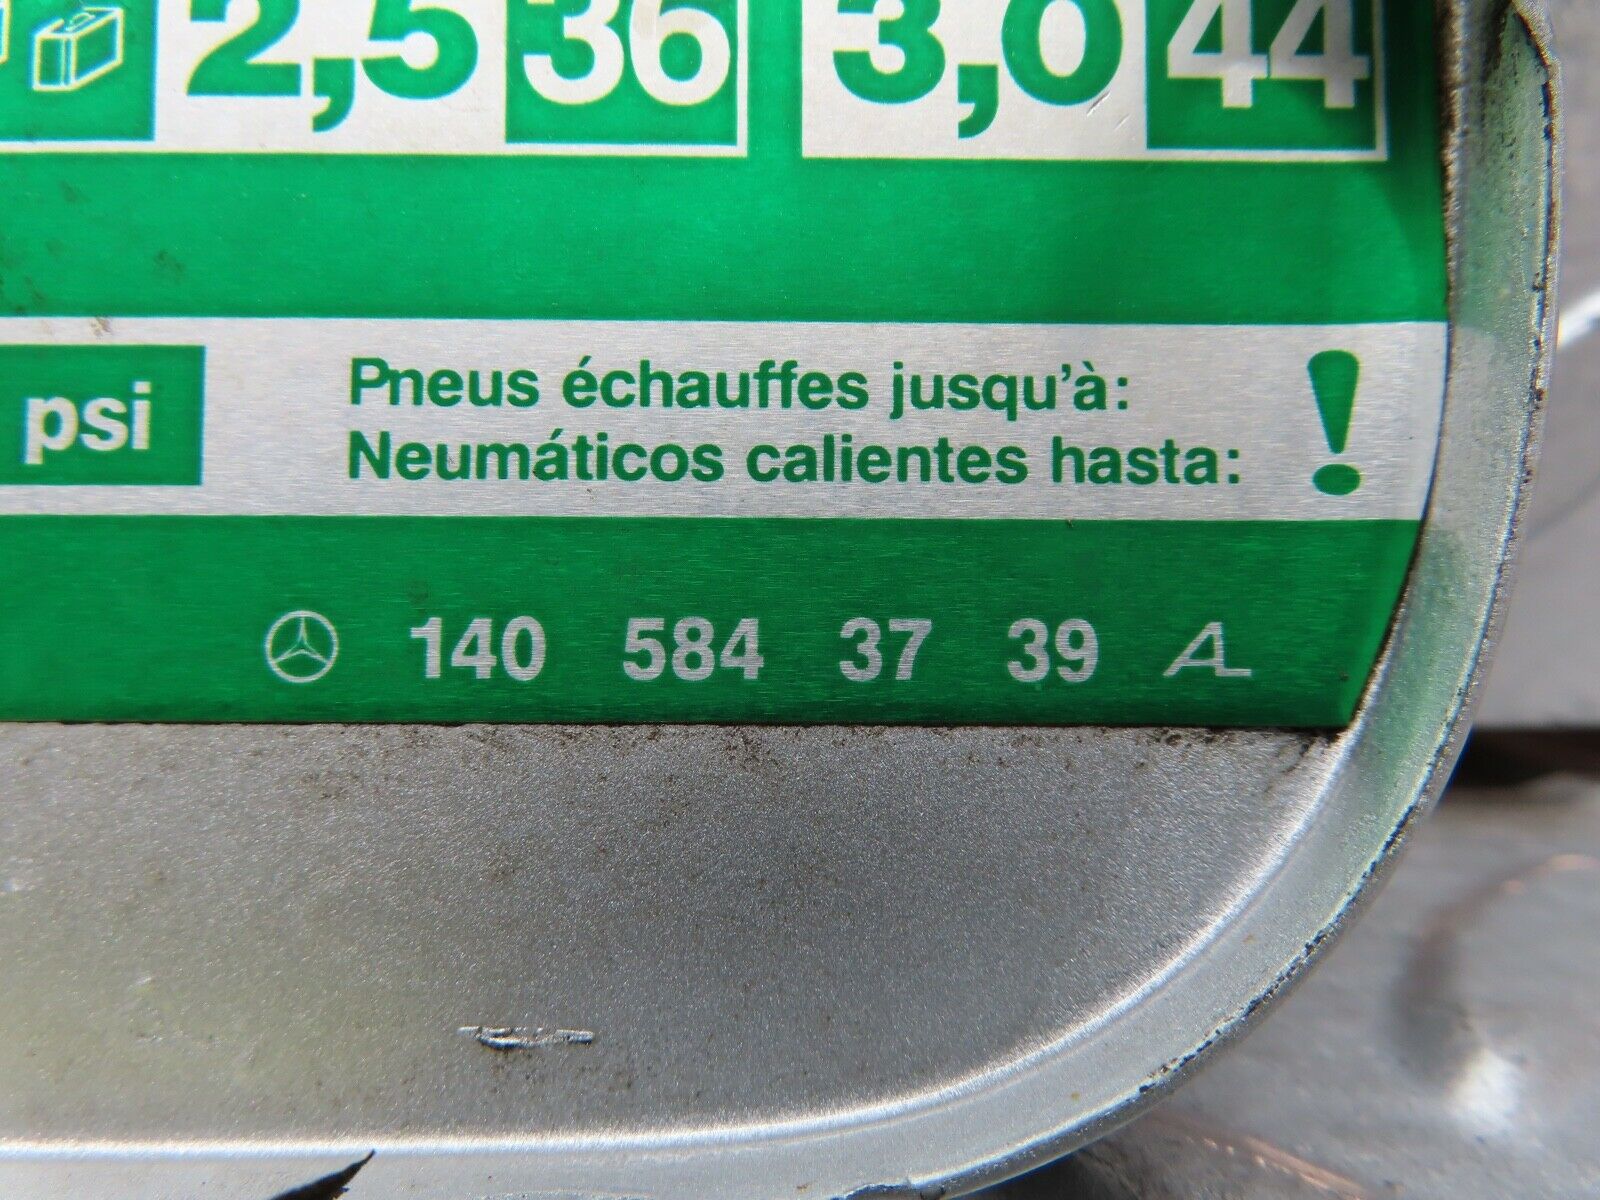 2,5 36 3,0 44
psi
Pneus échauffes jusqu'à:
Neumáticos calientes hasta: !
140 584 37 39 A